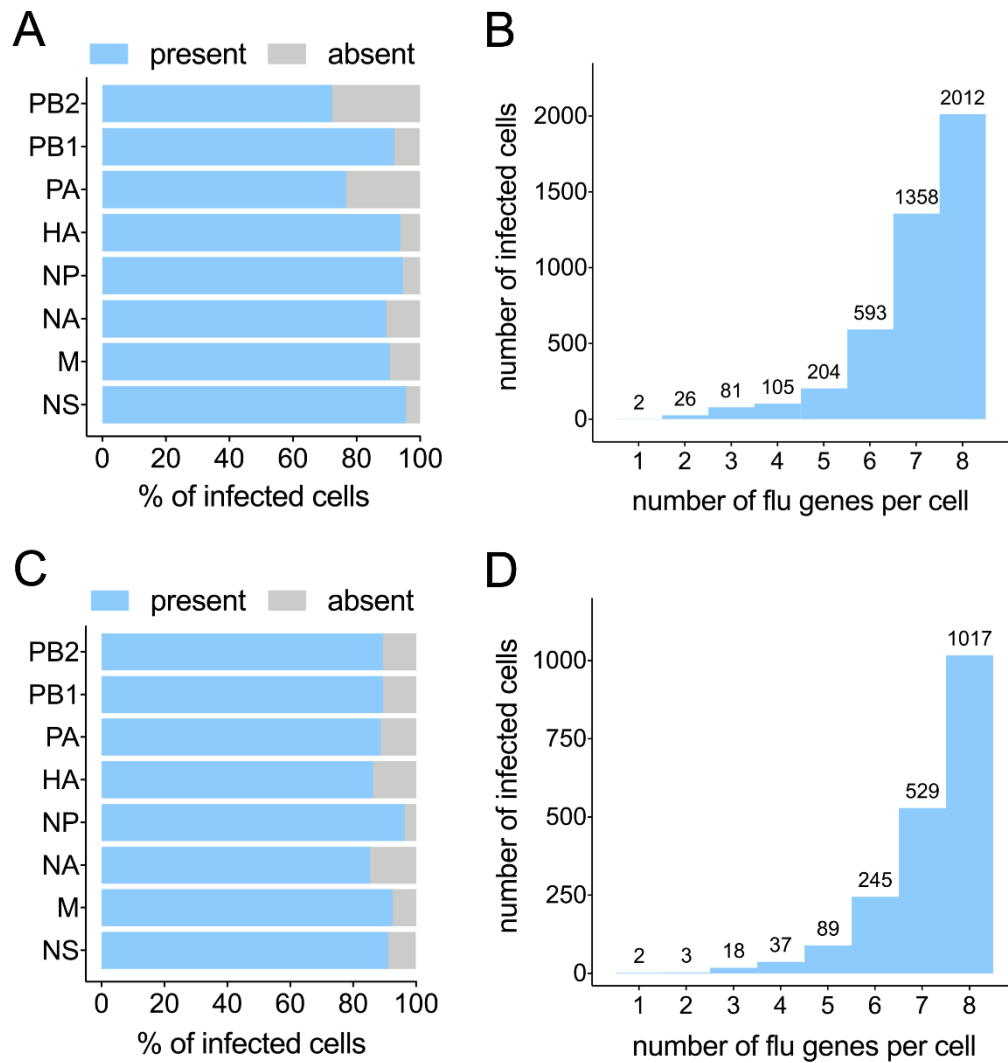 A
present absent
PB2
PB1
PA
HA
NP
NA
M
NS
0 20 40 60 80 100
% of infected cells
B
number of infected cells
2000
1500
1000
500
0
2 26 81 105 204 593 1358 2012
1 2 3 4 5 6 7 8
number of flu genes per cell
C
present absent
PB2
PB1
PA
HA
NP
NA
M
NS
0 20 40 60 80 100
% of infected cells
D
number of infected cells
1000
750
500
250
0
2 3 18 37 89 245 529 1017
1 2 3 4 5 6 7 8
number of flu genes per cell